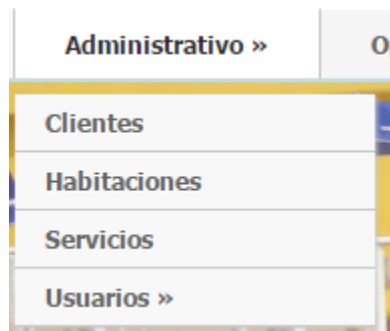 Administrativo »
Clientes
Habitaciones
Servicios
Usuarios »